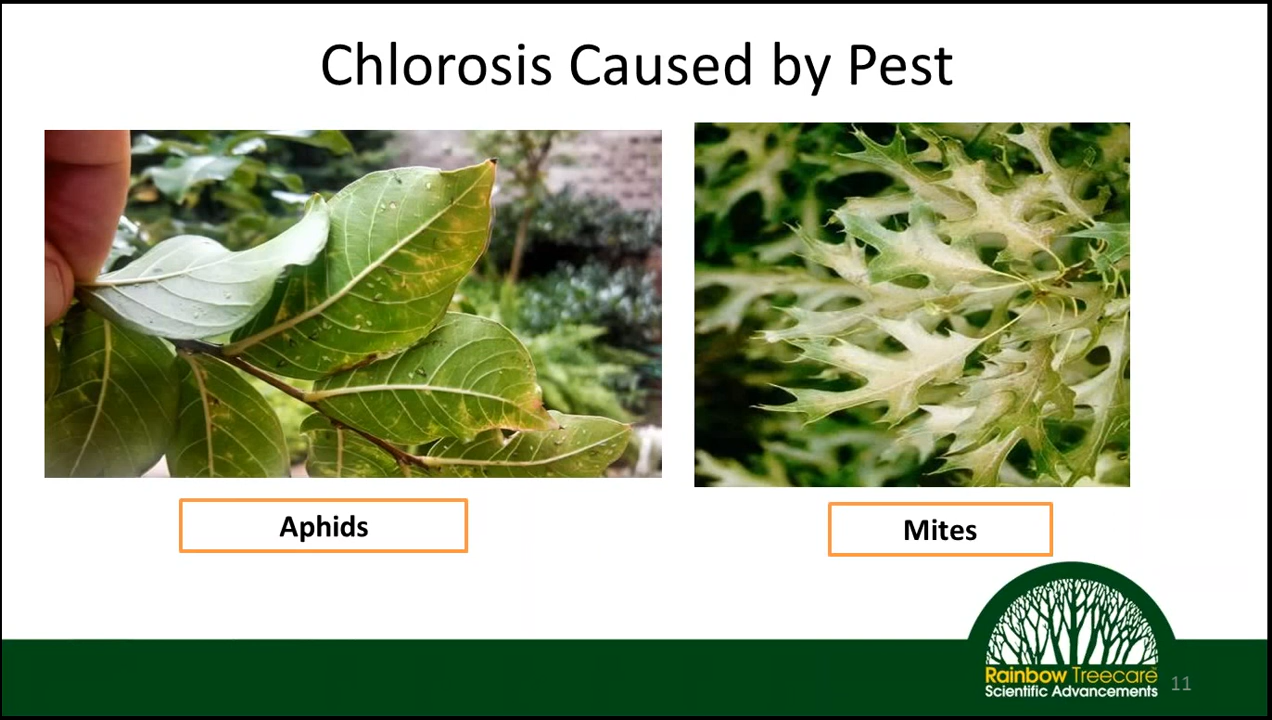 Chlorosis Caused by Pest
Aphids
Mites
Rainbow Treecare
Scientific Advancements
11